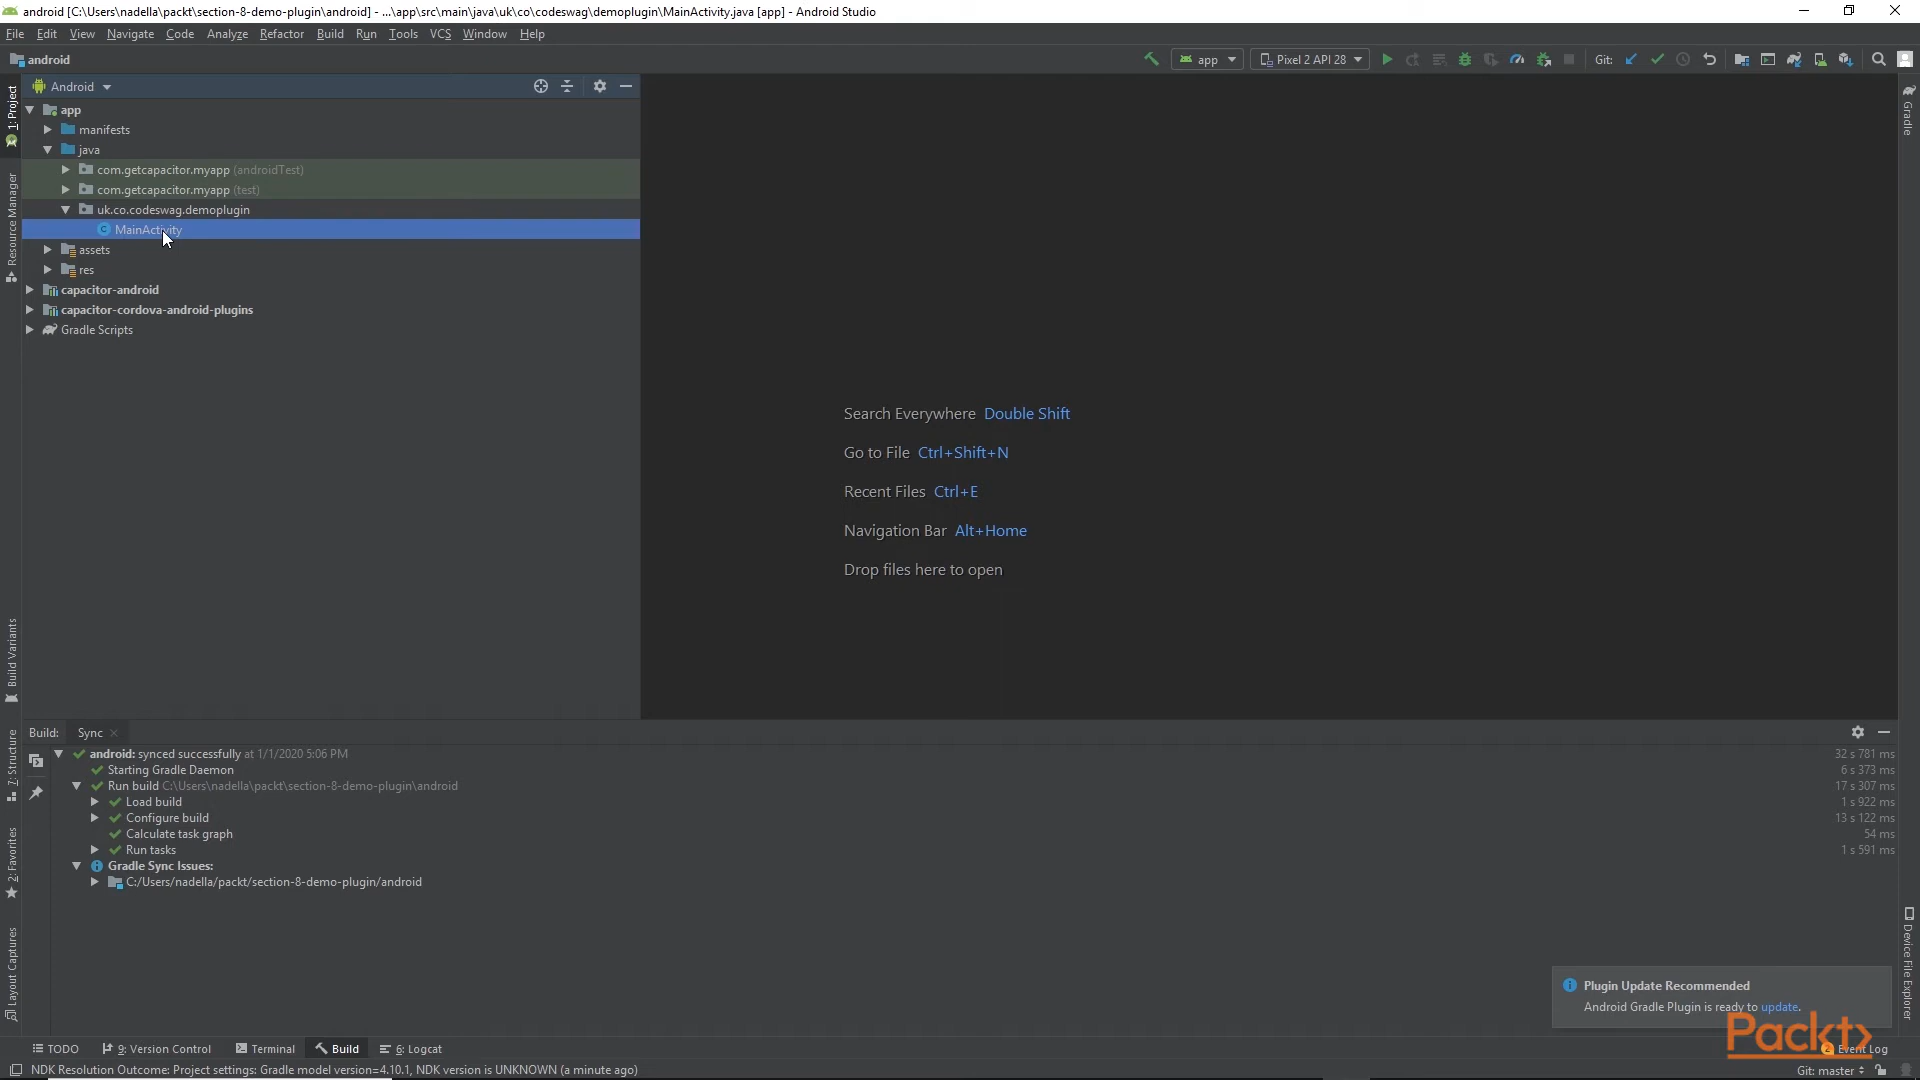 android [C:\Users\nadella\packt\section-8-demo-plugin\android] - ...\app\src\main\java\uk\co\codeswag\demoplugin\MainActivity.java [app] - Android Studio
File Edit View Navigate Code Analyze Refactor Build Run Tools VCS Window Help
android
app
Pixel 2 API 28
Git:
Android
1: Project
Resource Manager
Build Variants
7: Structure
2: Favorites
Layout Captures
app
manifests
java
com.getcapacitor.myapp (androidTest)
com.getcapacitor.myapp (test)
uk.co.codeswag.demoplugin
MainActivity
assets
res
capacitor-android
capacitor-cordova-android-plugins
Gradle Scripts
Search Everywhere Double Shift
Go to File Ctrl+Shift+N
Recent Files Ctrl+E
Navigation Bar Alt+Home
Drop files here to open
Gradle
Device File Explorer
Build: Sync
android: synced successfully at 1/1/2020 5:06 PM 32 s 781 ms
Starting Gradle Daemon 6 s 373 ms
Run build C:\Users\nadella\packt\section-8-demo-plugin\android 17 s 307 ms
Load build 1 s 922 ms
Configure build 13 s 122 ms
Calculate task graph 54 ms
Run tasks 1 s 591 ms
Gradle Sync Issues:
C:/Users/nadella/packt/section-8-demo-plugin/android
Plugin Update Recommended
Android Gradle Plugin is ready to update.
Packt
TODO 9: Version Control Terminal Build 6: Logcat 2 Event Log
NDK Resolution Outcome: Project settings: Gradle model version=4.10.1, NDK version is UNKNOWN (a minute ago) Git: master